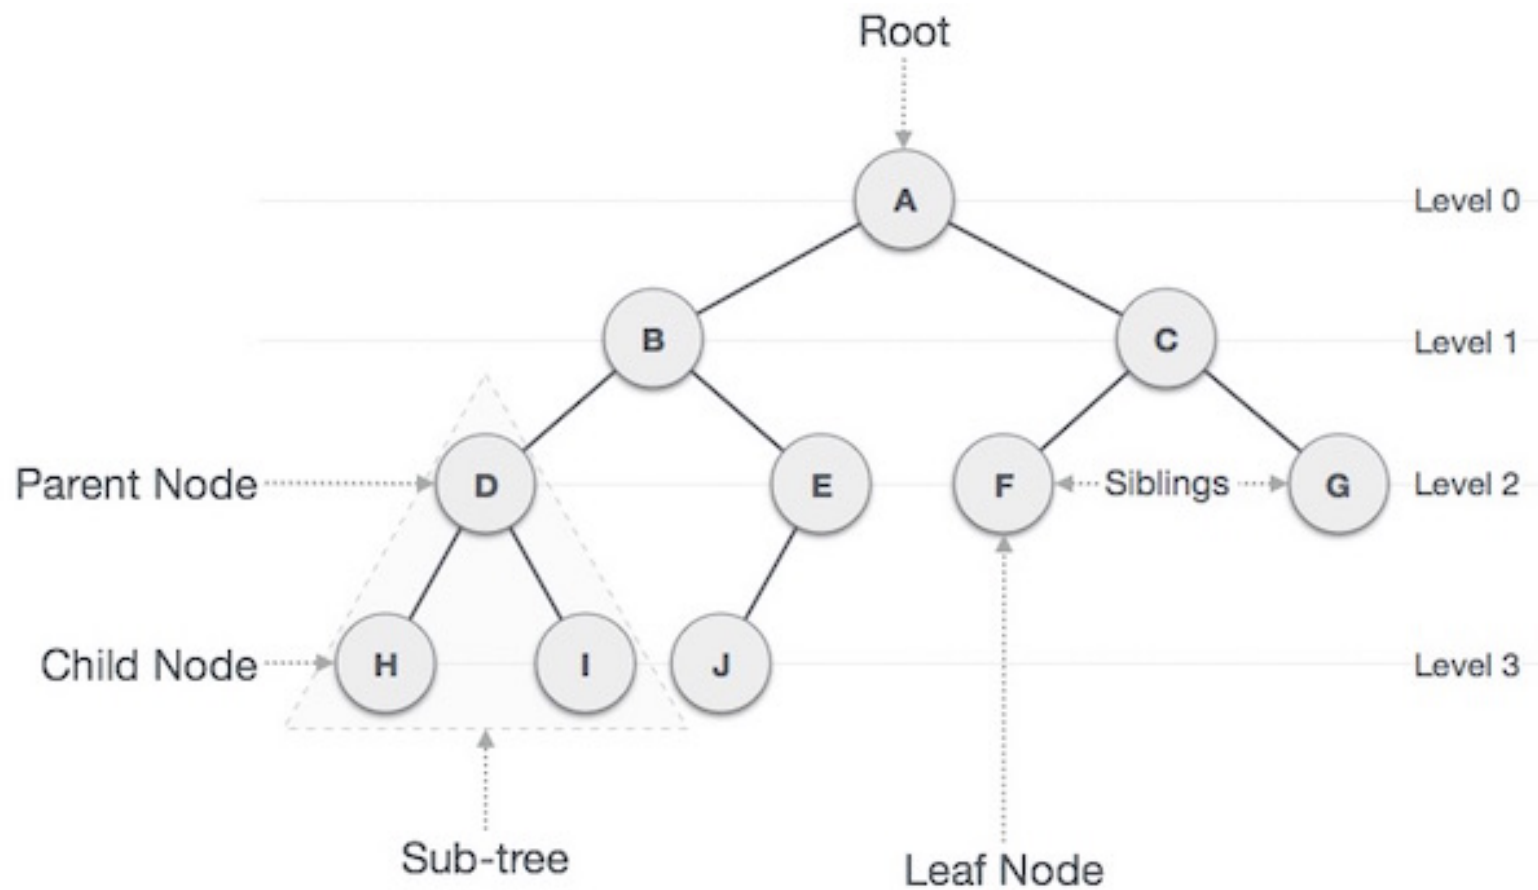 Root
A
Level 0
B
C
Level 1
Parent Node
D
E
F
Siblings
G
Level 2
Child Node
H
I
J
Level 3
Sub-tree
Leaf Node